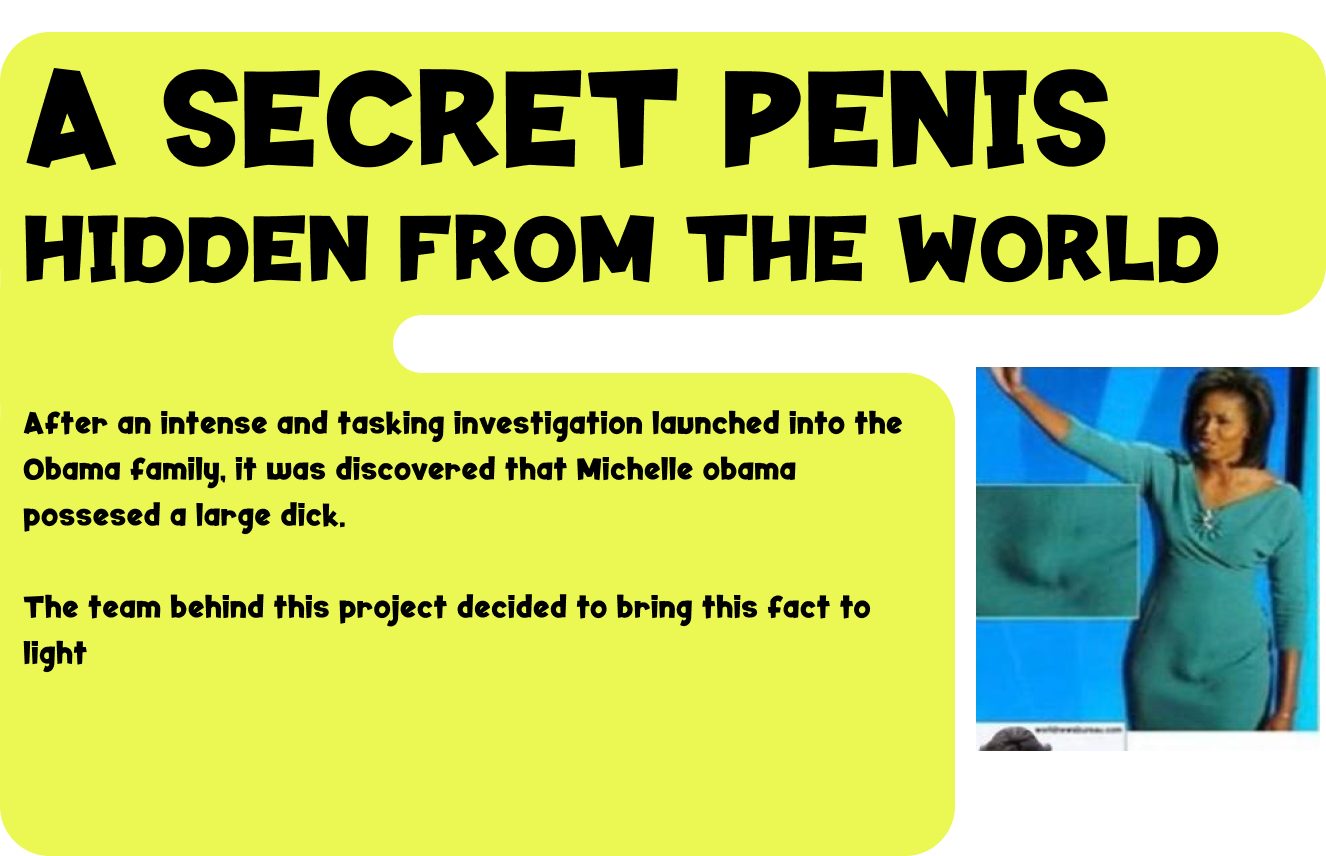 A SECRET PENIS
HIDDEN FROM THE WORLD
After an intense and tasking investigation launched into the
Obama family, it was discovered that Michelle obama
possesed a large dick.
The team behind this project decided to bring this fact to
light
worldnewsbureau.com